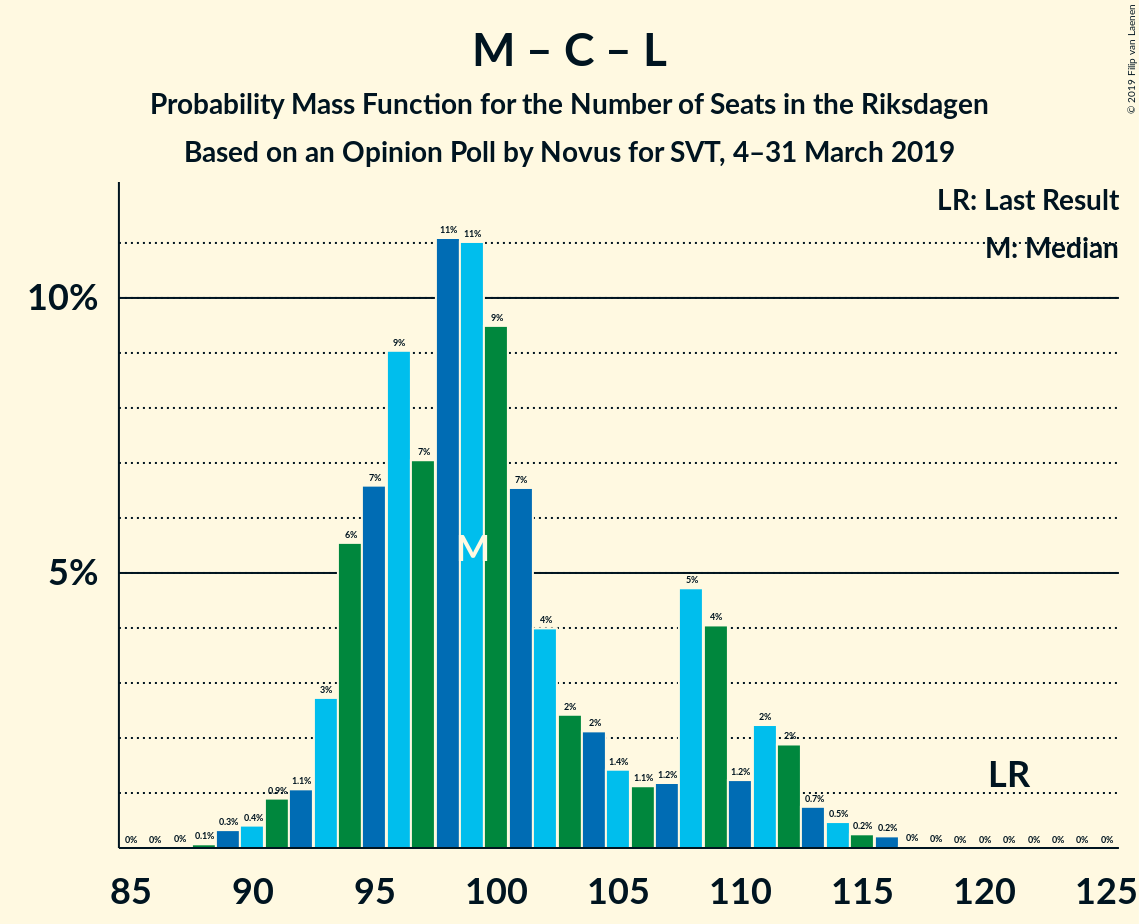 M – C – L
Probability Mass Function for the Number of Seats in the Riksdagen
Based on an Opinion Poll by Novus for SVT, 4–31 March 2019
© 2019 Filip van Laenen
LR: Last Result
M: Median
10%
5%
0% 0% 0% 0.1% 0.3% 0.4% 0.9% 1.1% 3% 6% 7% 9% 7% 11% 11% 9% 7% 4% 2% 2% 1.4% 1.1% 1.2% 5% 4% 1.2% 2% 2% 0.7% 0.5% 0.2% 0.2% 0% 0% 0% 0% 0% 0% 0% 0% 0%
M
LR
85 90 95 100 105 110 115 120 125